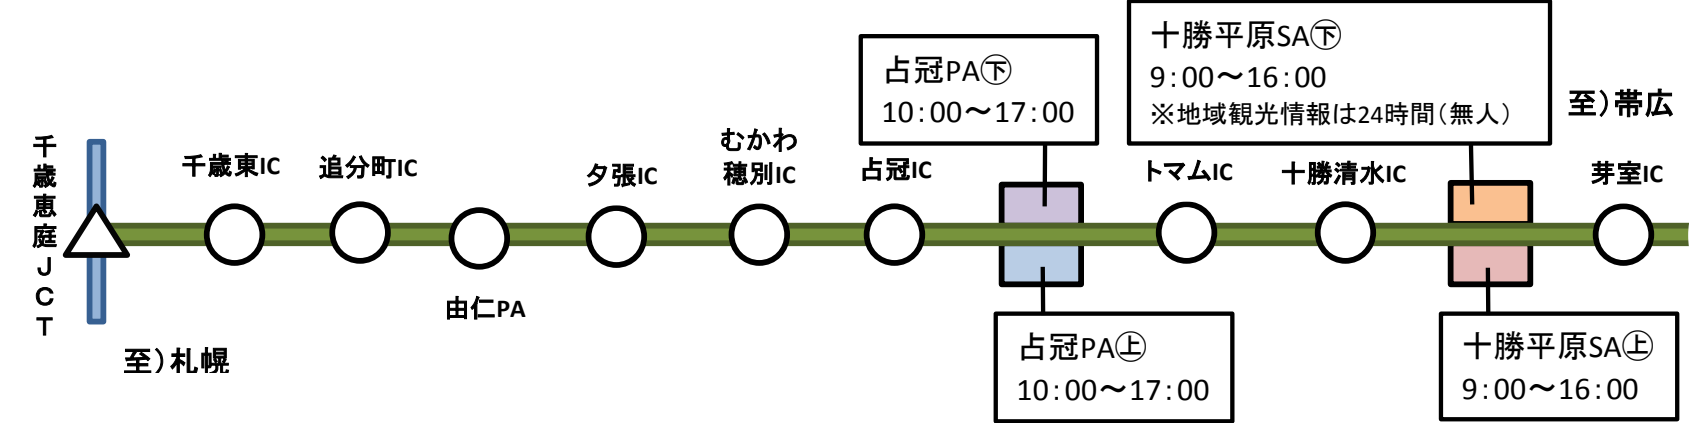 千歳恵庭JCT
至）札幌
千歳東IC
追分町IC
由仁PA
夕張IC
むかわ
穂別IC
占冠IC
占冠PA㊦
10：00～17：00
占冠PA㊤
10：00～17：00
トマムIC
十勝清水IC
十勝平原SA㊦
9：00～16：00
※地域観光情報は24時間（無人）
十勝平原SA㊤
9：00～16：00
至）帯広
芽室IC